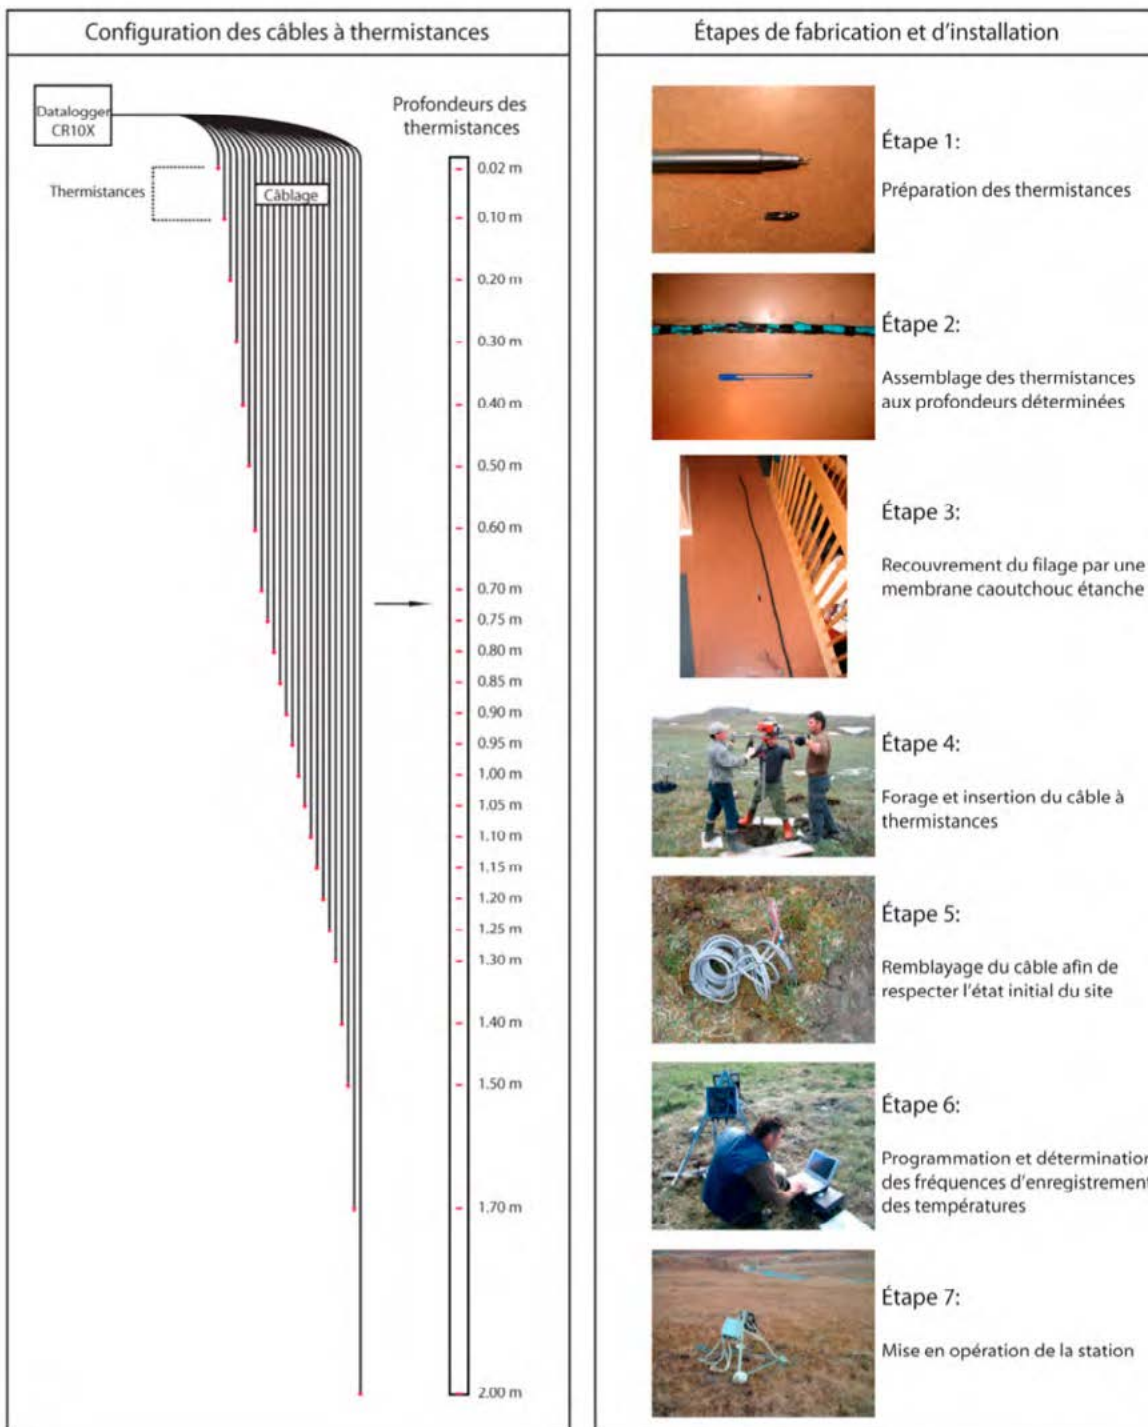 Configuration des câbles à thermistances
Datalogger
CR10X
Thermistances
Câblage
Profondeurs des
thermistances
0.02 m
0.10 m
0.20 m
0.30 m
0.40 m
0.50 m
0.60 m
0.70 m
0.75 m
0.80 m
0.85 m
0.90 m
0.95 m
1.00 m
1.05 m
1.10 m
1.15 m
1.20 m
1.25 m
1.30 m
1.40 m
1.50 m
1.70 m
2.00 m
Étapes de fabrication et d'installation
Étape 1:
Préparation des thermistances
Étape 2:
Assemblage des thermistances
aux profondeurs déterminées
Étape 3:
Recouvrement du filage par une
membrane caoutchouc étanche
Étape 4:
Forage et insertion du câble à
thermistances
Étape 5:
Remblayage du câble afin de
respecter l'état initial du site
Étape 6:
Programmation et détermination
des fréquences d'enregistrement
des températures
Étape 7:
Mise en opération de la station